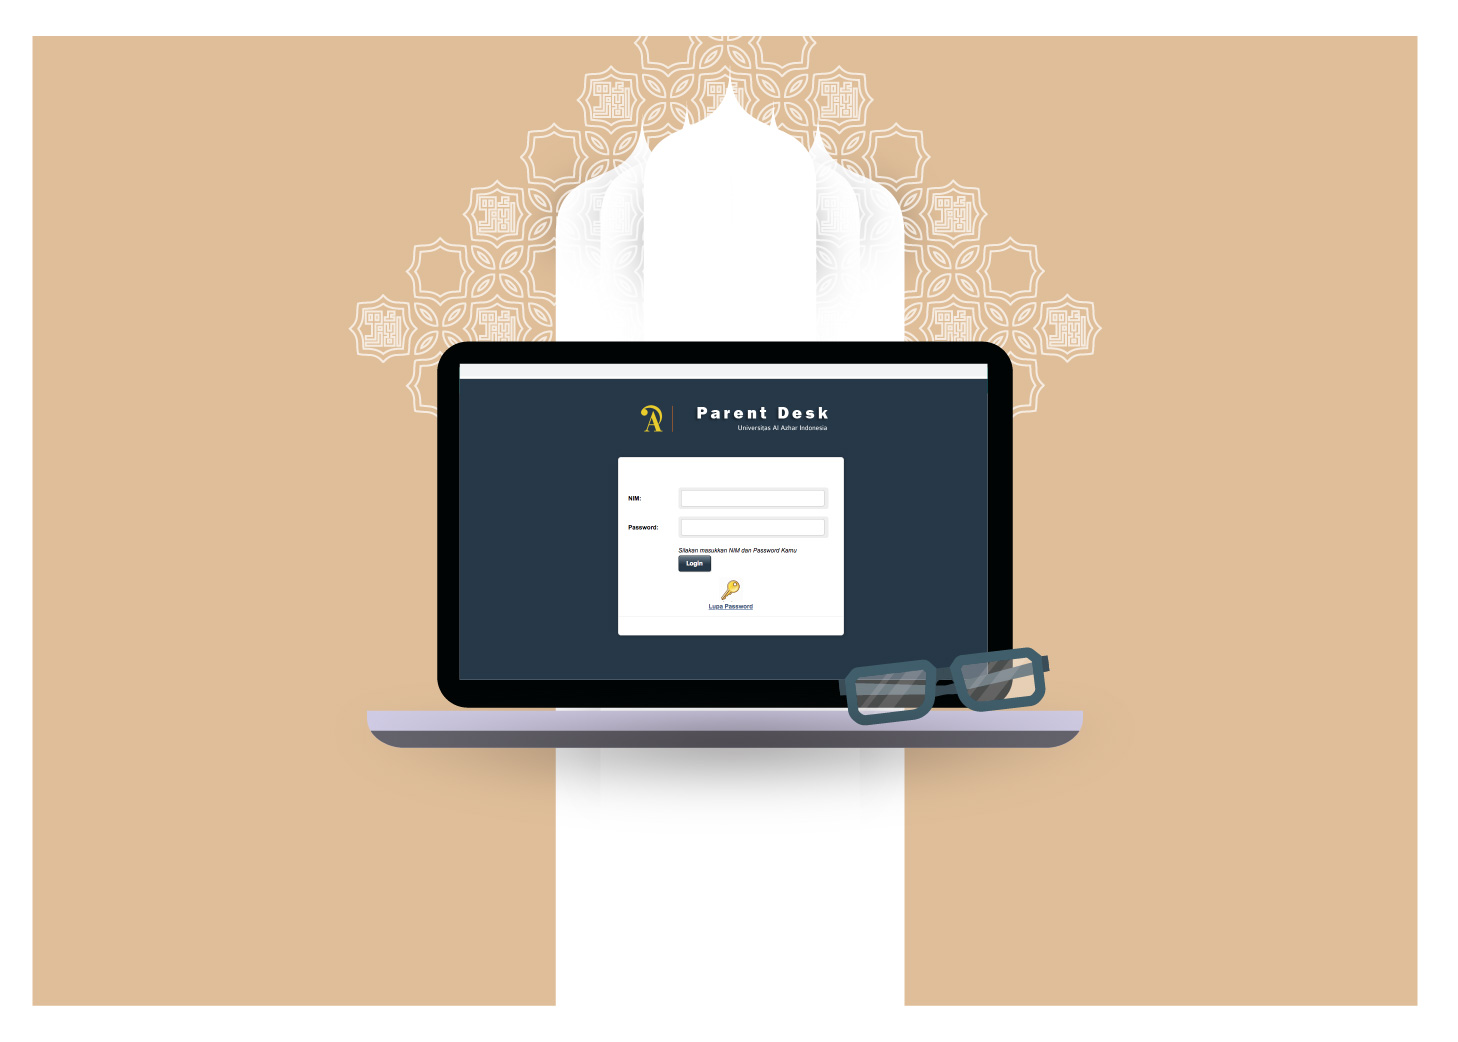 Parent Desk
Universitas Al Azhar Indonesia
NIM:
Password:
Silakan masukkan NIM dan Password Kamu
Login
Lupa Password